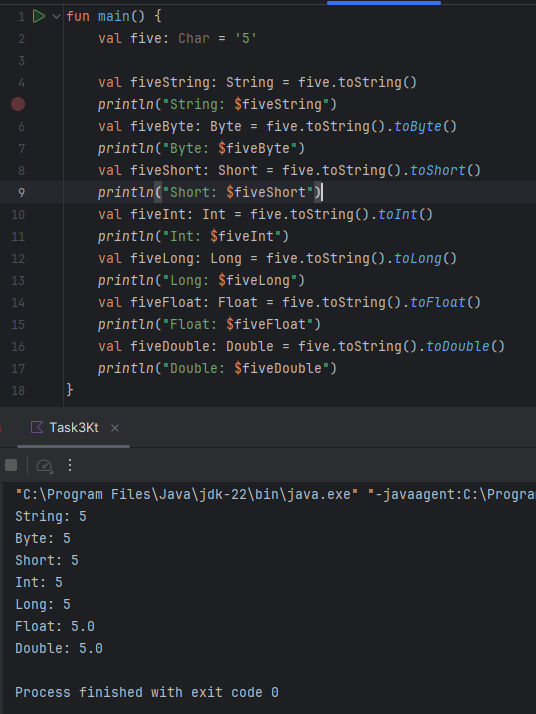 1 fun main() {
2 val five: Char = '5'
3
4 val fiveString: String = five.toString()
println("String: $fiveString")
6 val fiveByte: Byte = five.toString().toByte()
7 println("Byte: $fiveByte")
8 val fiveShort: Short = five.toString().toShort()
9 println("Short: $fiveShort")
10 val fiveInt: Int = five.toString().toInt()
11 println("Int: $fiveInt")
12 val fiveLong: Long = five.toString().toLong()
13 println("Long: $fiveLong")
14 val fiveFloat: Float = five.toString().toFloat()
15 println("Float: $fiveFloat")
16 val fiveDouble: Double = five.toString().toDouble()
17 println("Double: $fiveDouble")
18 }
Task3Kt
"C:\Program Files\Java\jdk-22\bin\java.exe" "-javaagent:C:\Progra
String: 5
Byte: 5
Short: 5
Int: 5
Long: 5
Float: 5.0
Double: 5.0
Process finished with exit code 0